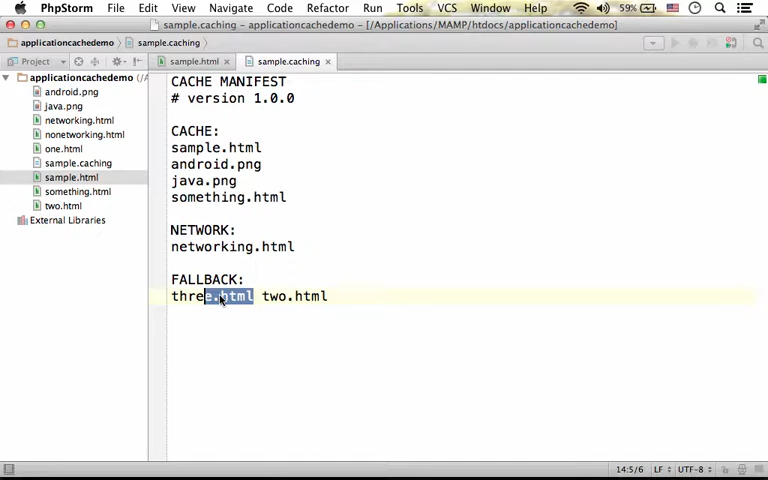 PhpStorm File Edit View Navigate Code Refactor Run Tools VCS Window Help 59%
sample.caching - applicationcachedemo - [/Applications/MAMP/htdocs/applicationcachedemo]
applicationcachedemo sample.caching
Project sample.html sample.caching
applicationcachedemo (/A
android.png
java.png
networking.html
nonetworking.html
one.html
sample.caching
sample.html
something.html
two.html
External Libraries
CACHE MANIFEST
# version 1.0.0
CACHE:
sample.html
android.png
java.png
something.html
NETWORK:
networking.html
FALLBACK:
three.html two.html
14:5/6 LF UTF-8